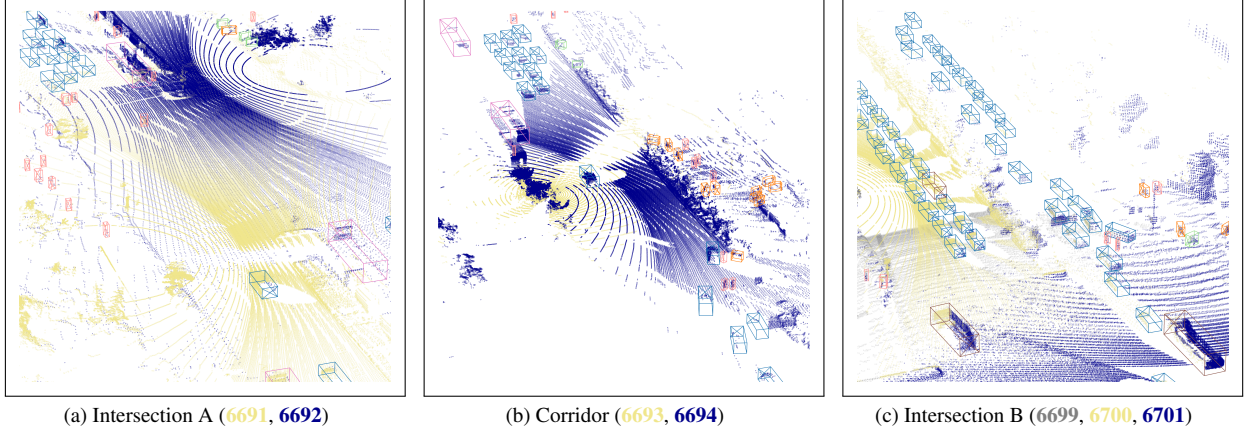 (a) Intersection A (6691, 6692)
(b) Corridor (6693, 6694)
(c) Intersection B (6699, 6700, 6701)